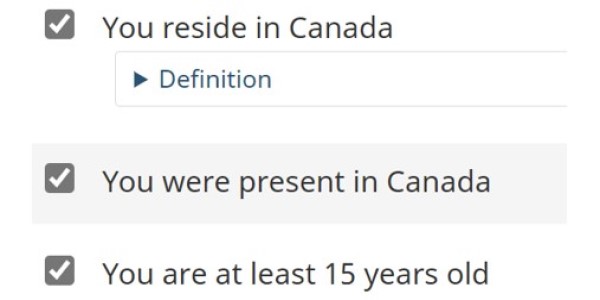 You reside in Canada
Definition
You were present in Canada
You are at least 15 years old